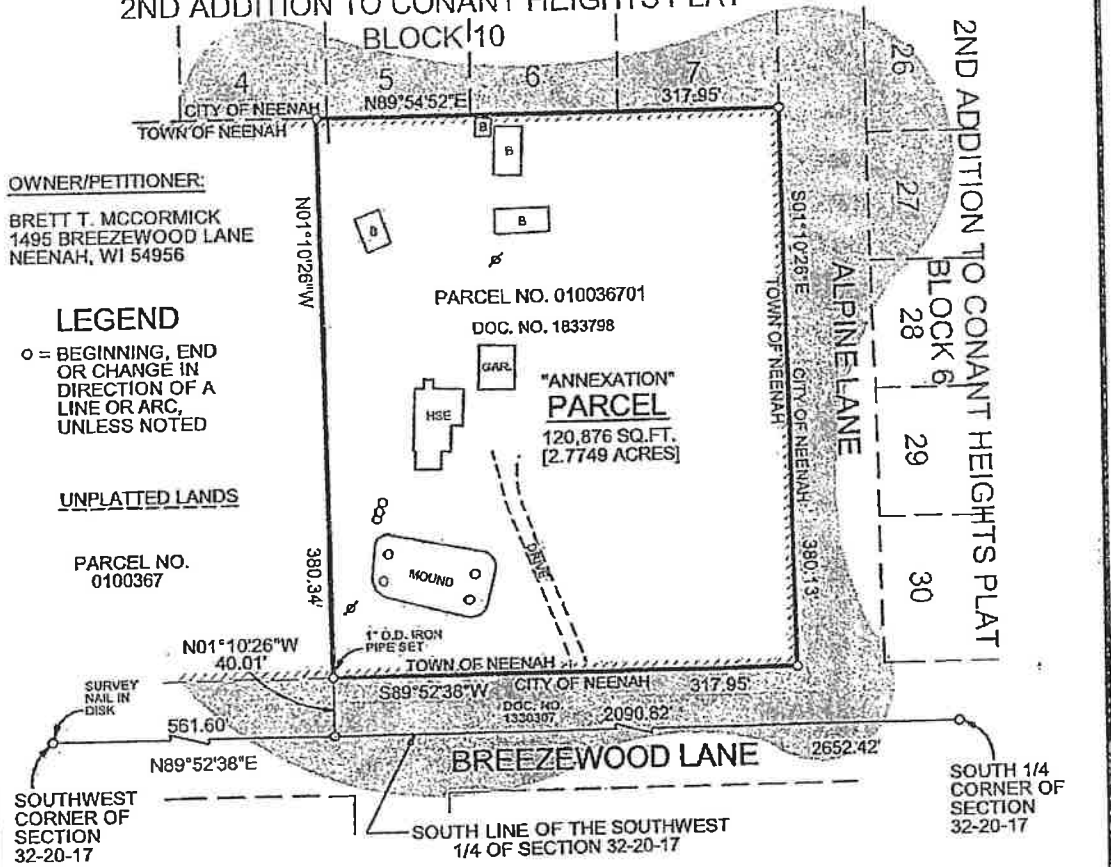 2ND ADDITION TO CONANT HEIGHTS PLAT
BLOCK 10
4
5
6
7
CITY OF NEENAH
N89°54'52"E
317.95'
TOWN OF NEENAH
2ND ADDITION TO CONANT HEIGHTS PLAT
BLOCK 6
26
27
28
29
30
OWNER/PETITIONER:
BRETT T. MCCORMICK
1495 BREEZEWOOD LANE
NEENAH, WI 54956
LEGEND
O = BEGINNING, END
OR CHANGE IN
DIRECTION OF A
LINE OR ARC,
UNLESS NOTED
UNPLATTED LANDS
PARCEL NO.
0100367
N01°10'26"W
380.34'
B
B
B
B
PARCEL NO. 010036701
DOC. NO. 1833798
GAR.
HSE
"ANNEXATION"
PARCEL
120,876 SQ.FT.
[2.7749 ACRES]
S01°10'26"E
TOWN OF NEENAH
CITY OF NEENAH
380.13'
ALPINE LANE
DRIVE
MOUND
1" O.D. IRON
PIPE SET
N01°10'26"W
40.01'
TOWN OF NEENAH
S89°52'38"W
CITY OF NEENAH
317.95'
DOC. NO.
1330307
SURVEY
NAIL IN
DISK
561.60'
2090.82'
N89°52'38"E
BREEZEWOOD LANE
2652.42'
SOUTHWEST
CORNER OF
SECTION
32-20-17
SOUTH LINE OF THE SOUTHWEST
1/4 OF SECTION 32-20-17
SOUTH 1/4
CORNER OF
SECTION
32-20-17